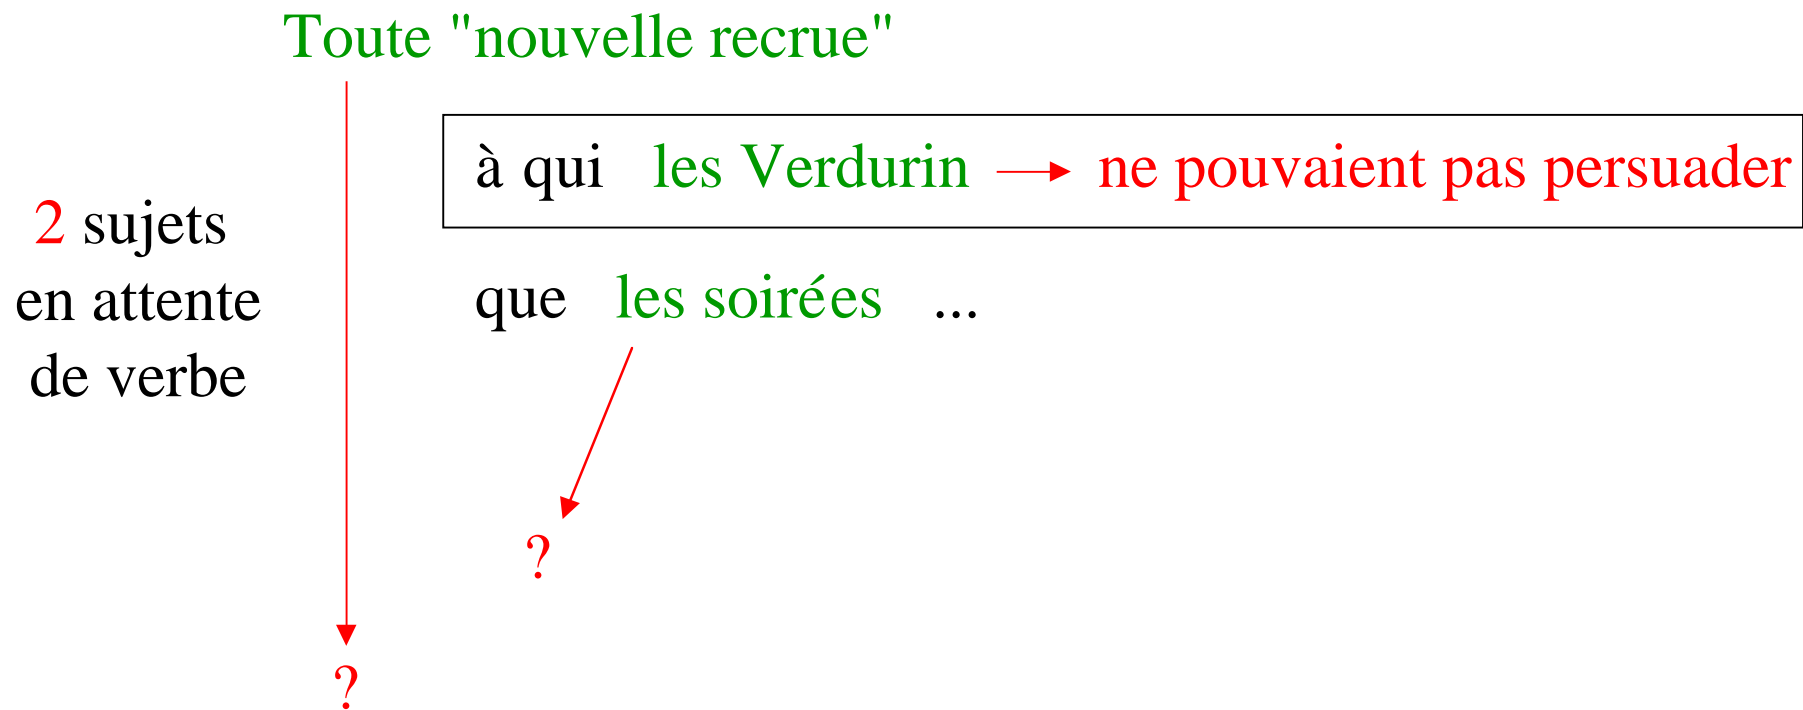 Toute "nouvelle recrue"
à qui les Verdurin ne pouvaient pas persuader
2 sujets
en attente
de verbe
que les soirées ...
?
?